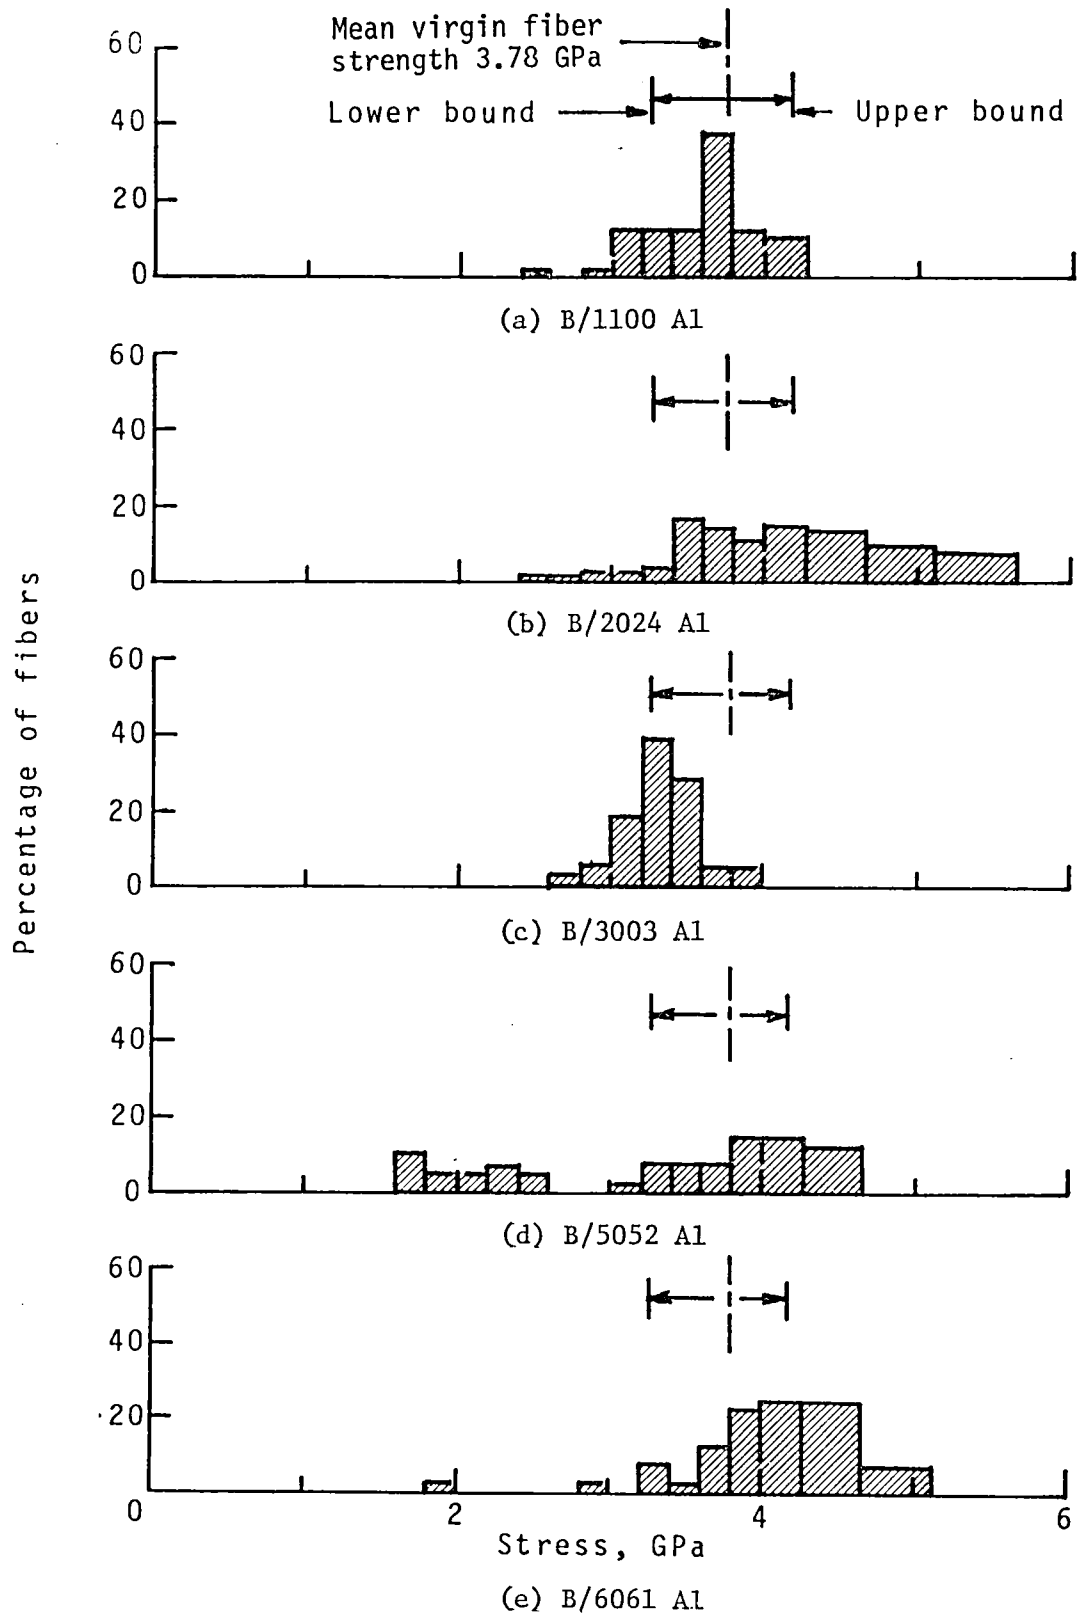 Mean virgin fiber
strength 3.78 GPa
Lower bound
Upper bound
60
40
20
0
(a) B/1100 Al
60
40
20
0
(b) B/2024 Al
Percentage of fibers
60
40
20
0
(c) B/3003 Al
60
40
20
0
(d) B/5052 Al
60
40
20
0
2
4
6
Stress, GPa
(e) B/6061 Al